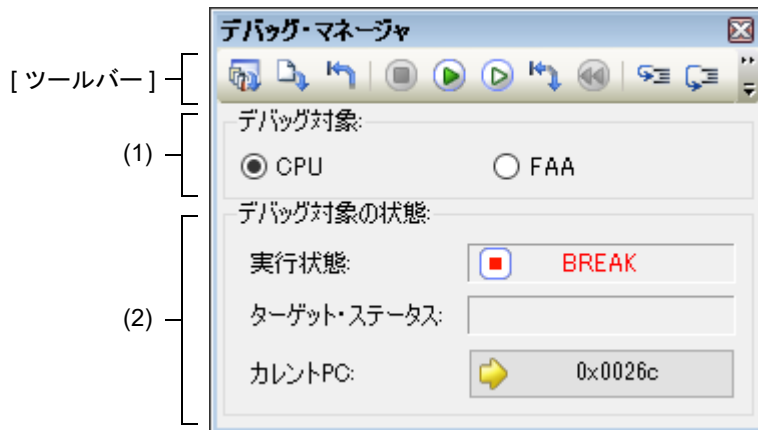 デバッグ・マネージャ
[ ツールバー ]
(1)
デバッグ対象:
CPU
FAA
(2)
デバッグ対象の状態:
実行状態:
BREAK
ターゲット・ステータス:
カレントPC:
0x0026c